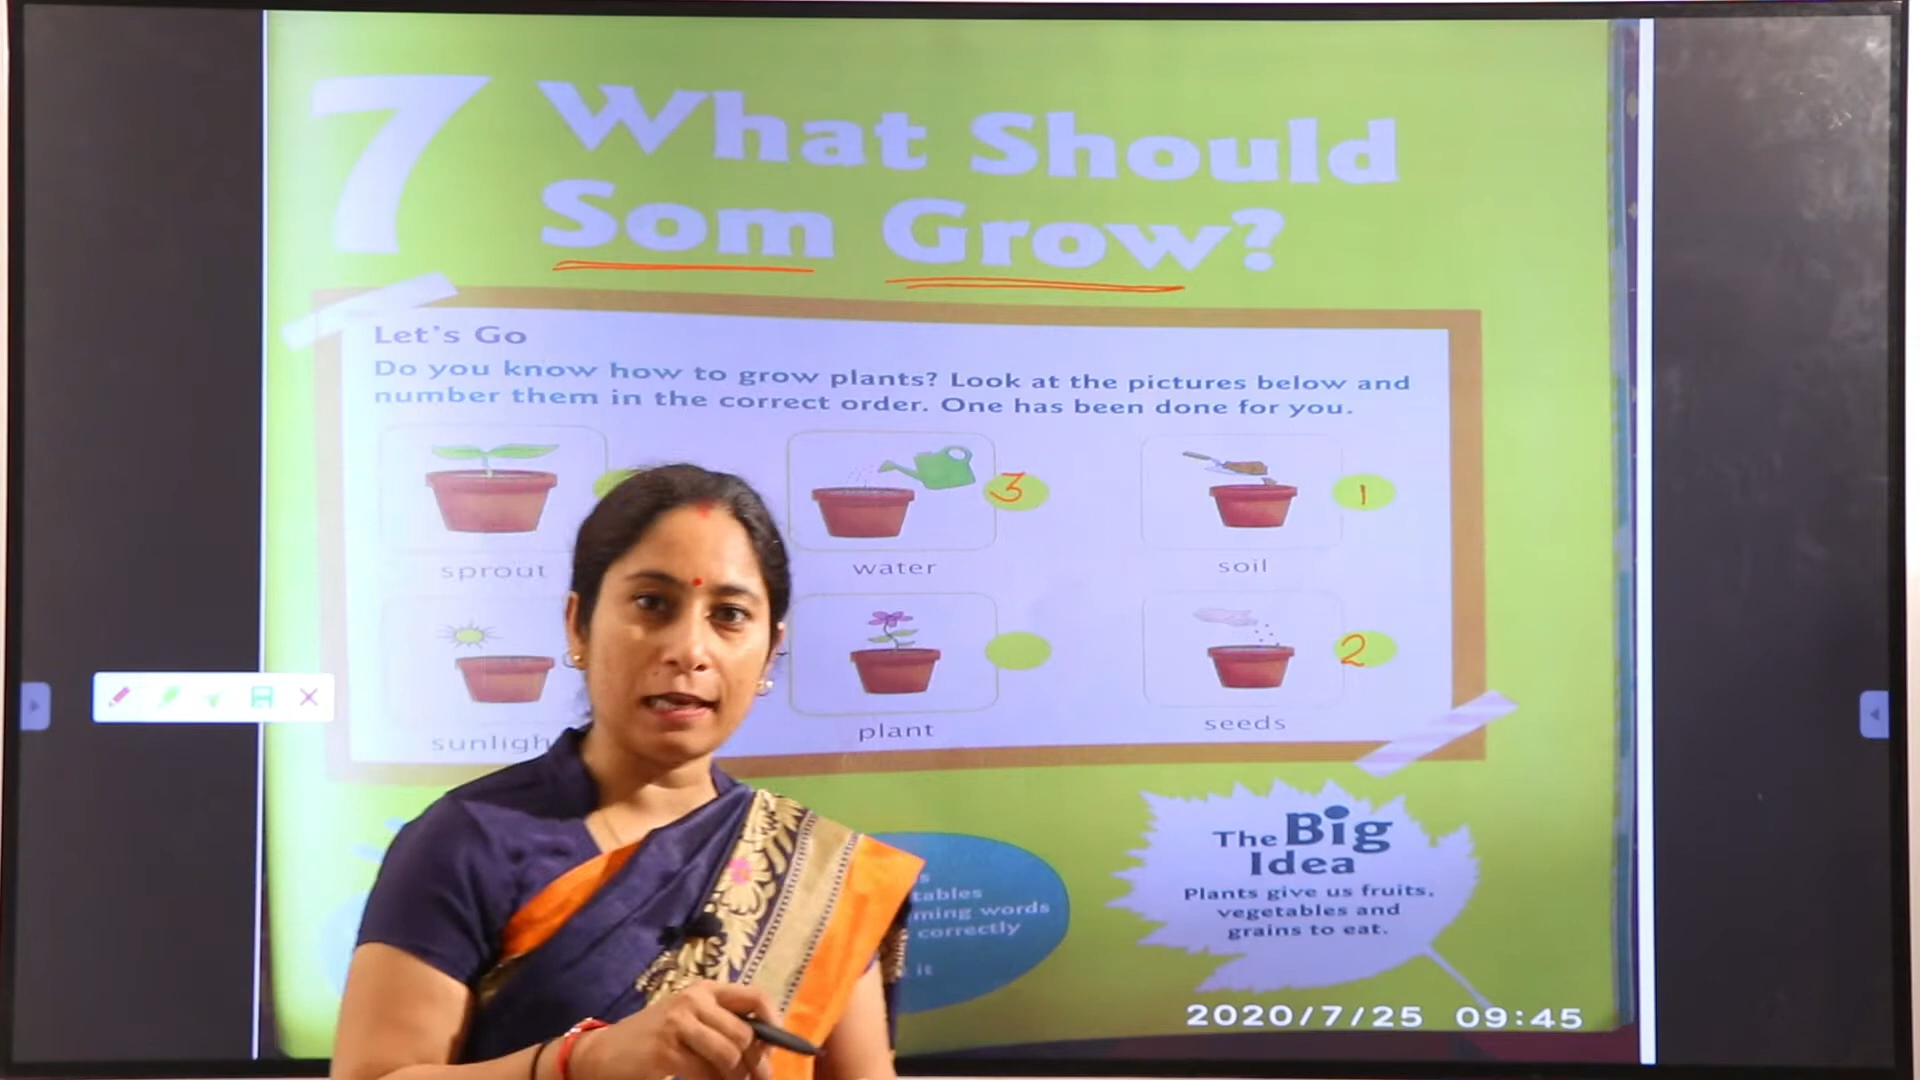 7 What Should
Som Grow?
Let's Go
Do you know how to grow plants? Look at the pictures below and
number them in the correct order. One has been done for you.
3
1
sprout
water
soil
2
plant
seeds
tables
ming words
correctly
it
The Big
Idea
Plants give us fruits,
vegetables and
grains to eat.
2020/7/25 09:45